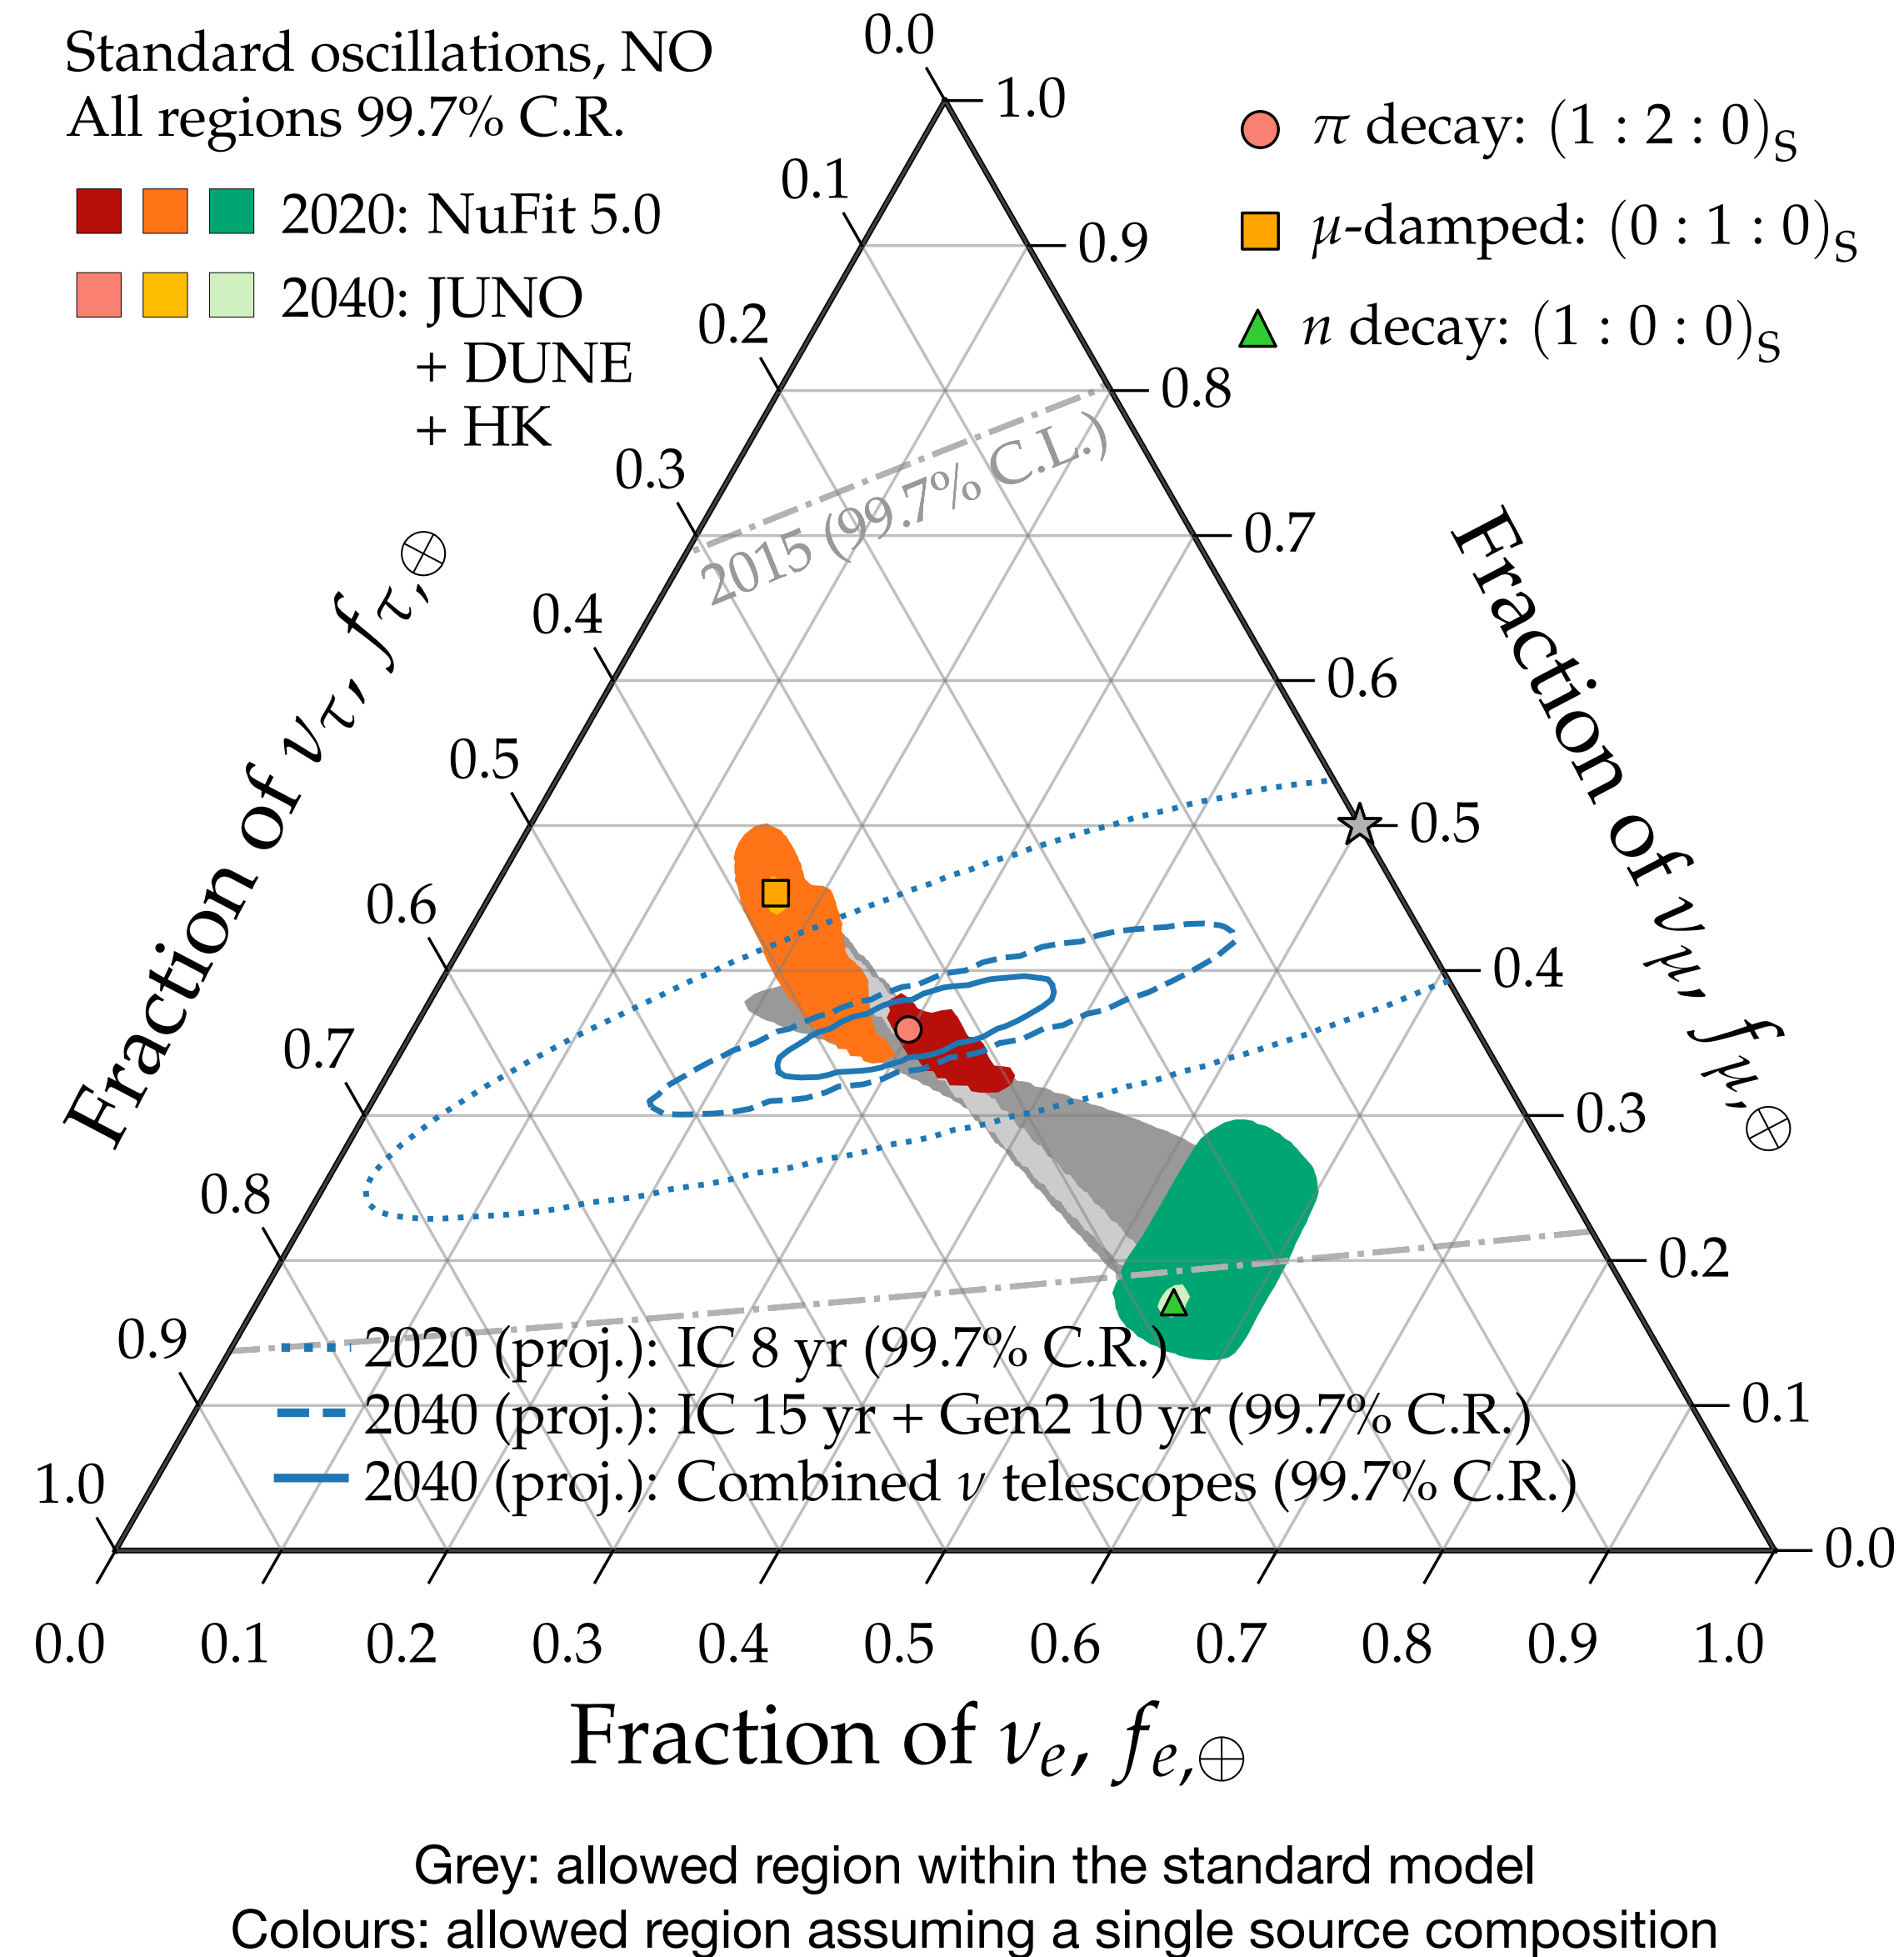 Standard oscillations, NO
All regions 99.7% C.R.
2020: NuFit 5.0
2040: JUNO
+ DUNE
+ HK
π decay: (1 : 2 : 0)S
μ-damped: (0 : 1 : 0)S
n decay: (1 : 0 : 0)S
0.0
0.1
0.2
0.3
0.4
0.5
0.6
0.7
0.8
0.9
1.0
Fraction of ντ, fτ,⊕
1.0
0.9
0.8
0.7
0.6
0.5
0.4
0.3
0.2
0.1
0.0
Fraction of νμ, fμ,⊕
2015 (99.7% C.L.)
2020 (proj.): IC 8 yr (99.7% C.R.)
2040 (proj.): IC 15 yr + Gen2 10 yr (99.7% C.R.)
2040 (proj.): Combined ν telescopes (99.7% C.R.)
0.0 0.1 0.2 0.3 0.4 0.5 0.6 0.7 0.8 0.9 1.0
Fraction of νe, fe,⊕
Grey: allowed region within the standard model
Colours: allowed region assuming a single source composition